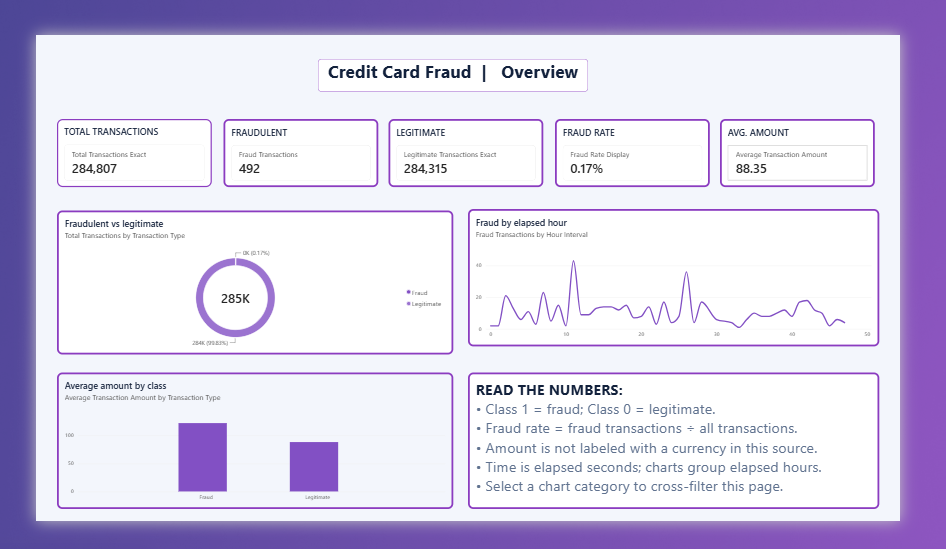 Credit Card Fraud | Overview
TOTAL TRANSACTIONS
Total Transactions Exact
284,807
FRAUDULENT
Fraud Transactions
492
LEGITIMATE
Legitimate Transactions Exact
284,315
FRAUD RATE
Fraud Rate Display
0.17%
AVG. AMOUNT
Average Transaction Amount
88.35
Fraudulent vs legitimate
Total Transactions by Transaction Type
0K (0.17%)
285K
284K (99.83%)
Fraud
Legitimate
Fraud by elapsed hour
Fraud Transactions by Hour Interval
40
20
0
0 10 20 30 40 50
Average amount by class
Average Transaction Amount by Transaction Type
100
50
0
Fraud Legitimate
READ THE NUMBERS:
• Class 1 = fraud; Class 0 = legitimate.
• Fraud rate = fraud transactions ÷ all transactions.
• Amount is not labeled with a currency in this source.
• Time is elapsed seconds; charts group elapsed hours.
• Select a chart category to cross-filter this page.